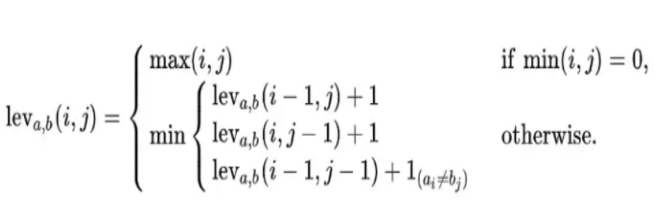 max(i, j) if min(i, j) = 0,
lev_{a,b}(i − 1, j) + 1
lev_{a,b}(i, j) = min lev_{a,b}(i, j − 1) + 1 otherwise.
lev_{a,b}(i − 1, j − 1) + 1_{(a_i≠b_j)}